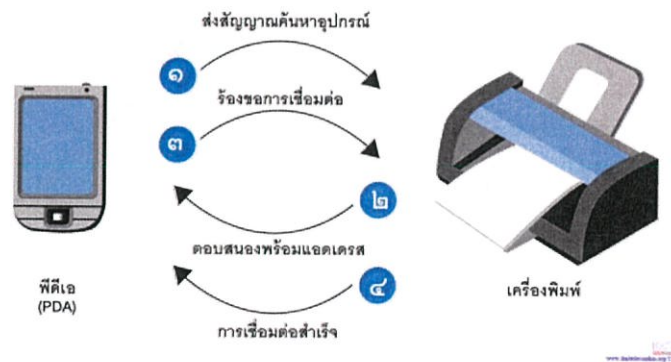 ส่งสัญญาณค้นหาอุปกรณ์
๑
ร้องขอการเชื่อมต่อ
๓
๒
ตอบสนองพร้อมแอดเดรส
๔
การเชื่อมต่อสำเร็จ
พีดีเอ
(PDA)
เครื่องพิมพ์